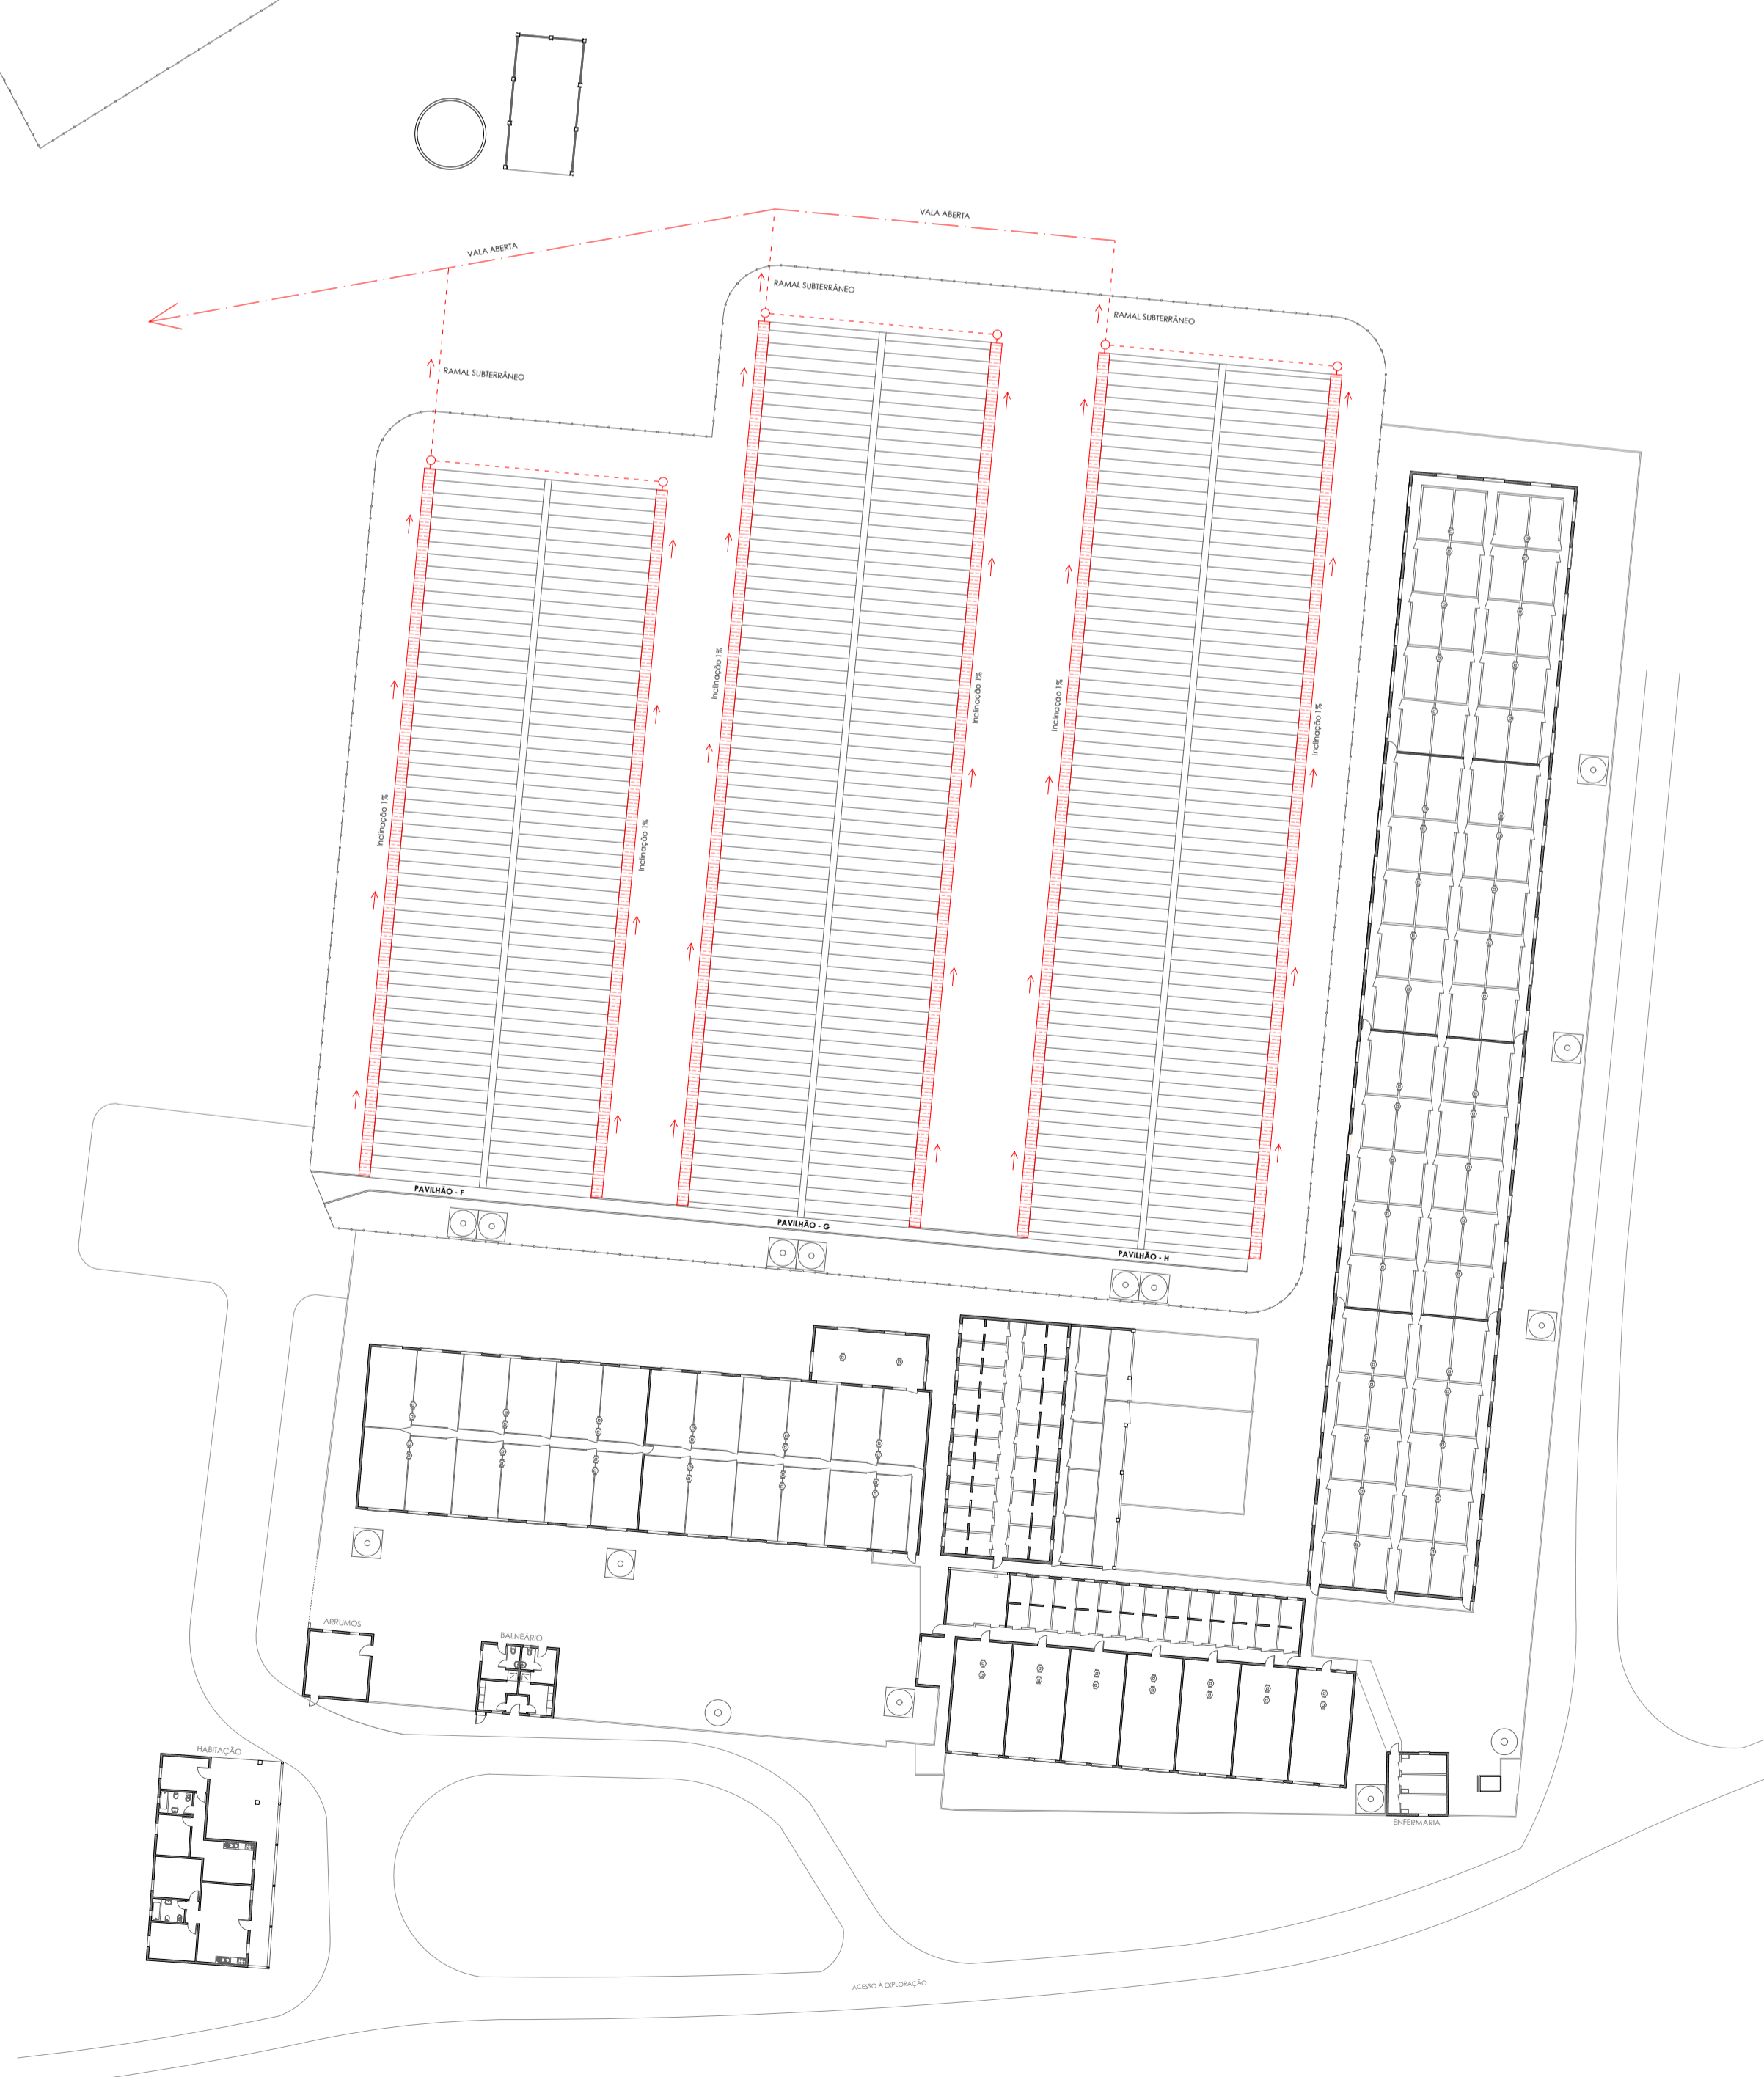 VALA ABERTA
VALA ABERTA
RAMAL SUBTERRÂNEO
RAMAL SUBTERRÂNEO
RAMAL SUBTERRÂNEO
Inclinação 1%
Inclinação 1%
Inclinação 1%
Inclinação 1%
Inclinação 1%
Inclinação 1%
PAVILHÃO - F
PAVILHÃO - G
PAVILHÃO - H
ARRUMOS
BALNEÁRIO
HABITAÇÃO
ENFERMARIA
ACESSO À EXPLORAÇÃO